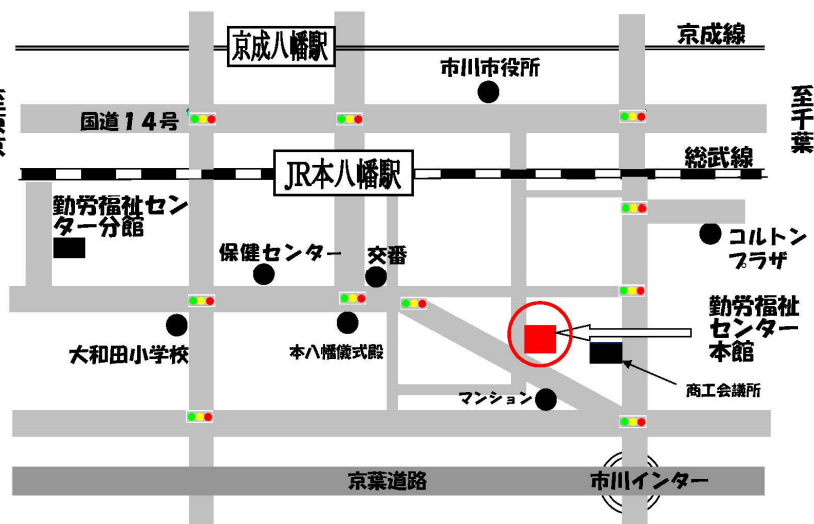 京成線
京成八幡駅
市川市役所
国道14号
至千葉
総武線
JR本八幡駅
勤労福祉セン
ター分館
保健センター
交番
コルトン
プラザ
勤労福祉
センター
本館
大和田小学校
本八幡儀式殿
商工会議所
マンション
京葉道路
市川インター